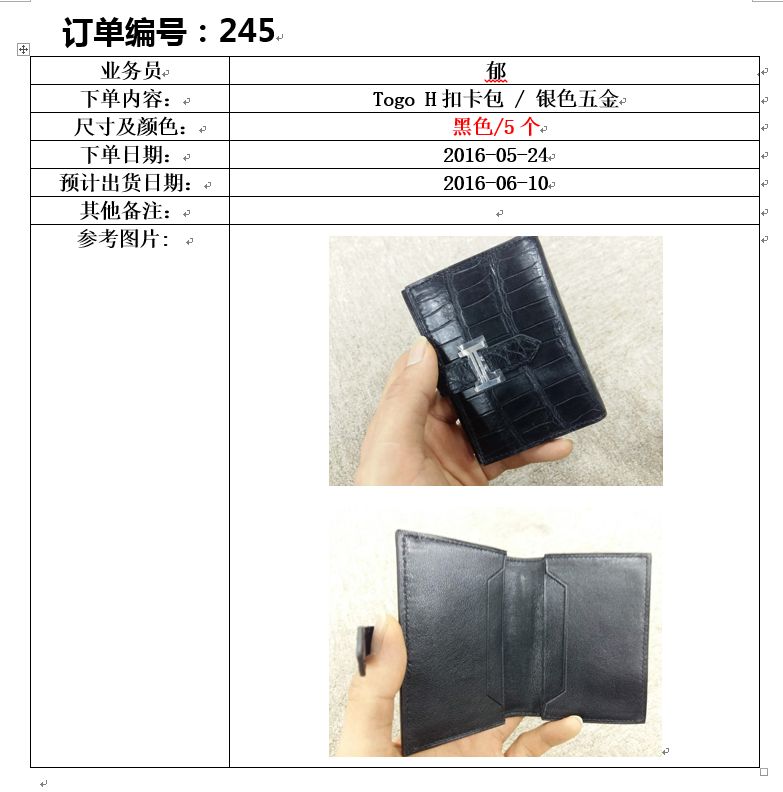 订单编号：245
业务员
郁
下单内容：
Togo H 扣卡包 / 银色五金
尺寸及颜色：
黑色/5 个
下单日期：
2016-05-24
预计出货日期：
2016-06-10
其他备注：
参考图片: